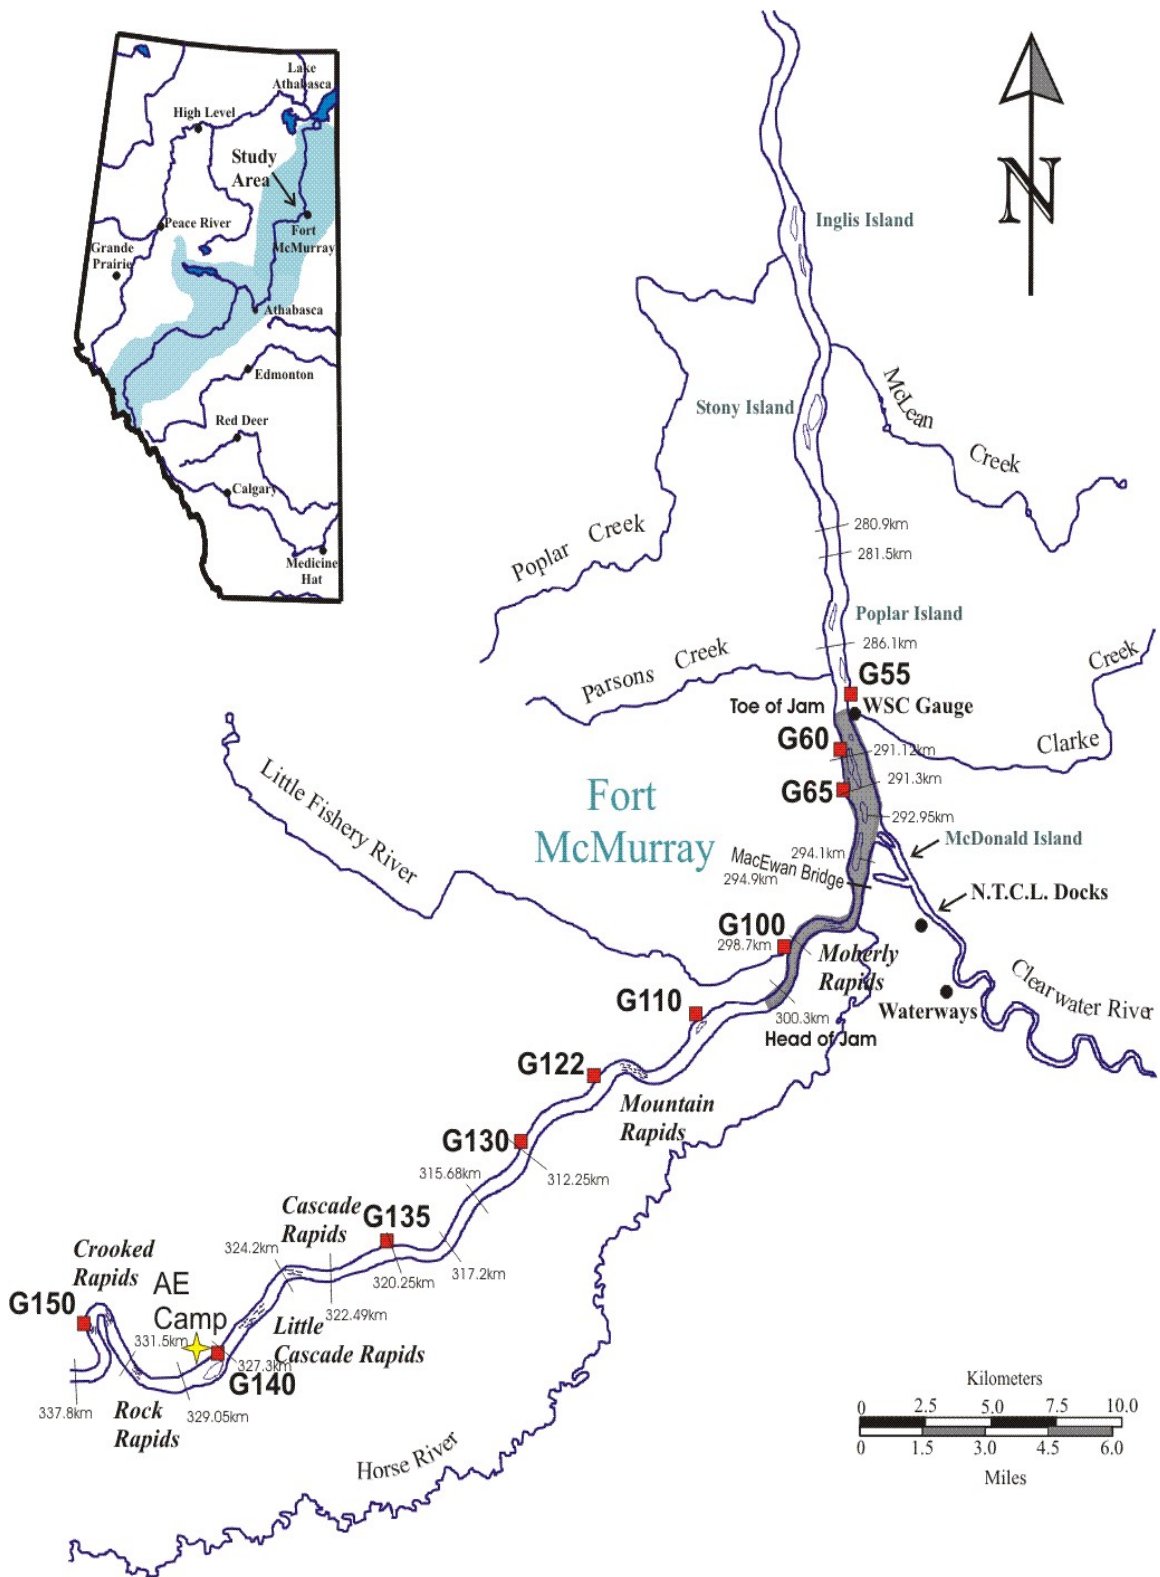 Lake
Athabasca
High Level
Study
Area
Peace River
Fort
McMurray
Grande
Prairie
Athabasca
Edmonton
Red Deer
Calgary
Medicine
Hat
N
Inglis Island
McLean
Creek
Stony Island
280.9km
281.5km
Poplar Creek
Poplar Island
286.1km
Parsons Creek
Creek
Clarke
G55
Toe of Jam
WSC Gauge
G60
291.12km
G65
291.3km
292.95km
Little Fishery River
Fort
McMurray
294.1km
McDonald Island
MacEwan Bridge
294.9km
N.T.C.L. Docks
G100
298.7km
Moberly
Rapids
Clearwater River
G110
Waterways
300.3km
Head of Jam
G122
Mountain
Rapids
G130
312.25km
315.68km
Cascade
Rapids
G135
317.2km
320.25km
324.2km
322.49km
Crooked
Rapids
AE
Camp
G150
331.5km
Little
Cascade Rapids
327.3km
G140
337.8km
329.05km
Rock
Rapids
Horse River
Kilometers
0 2.5 5.0 7.5 10.0
0 1.5 3.0 4.5 6.0
Miles